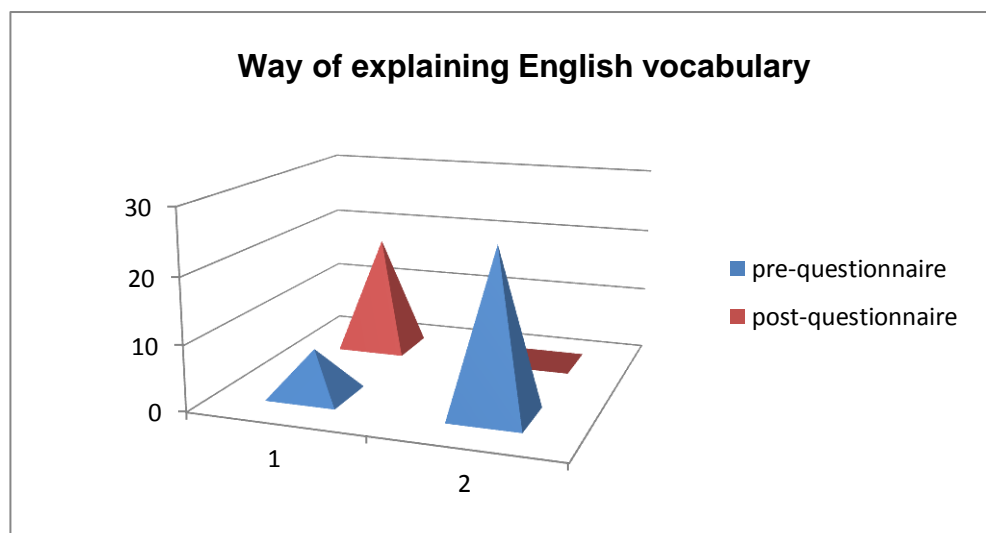 Way of explaining English vocabulary
30
20
10
0
1
2
pre-questionnaire
post-questionnaire